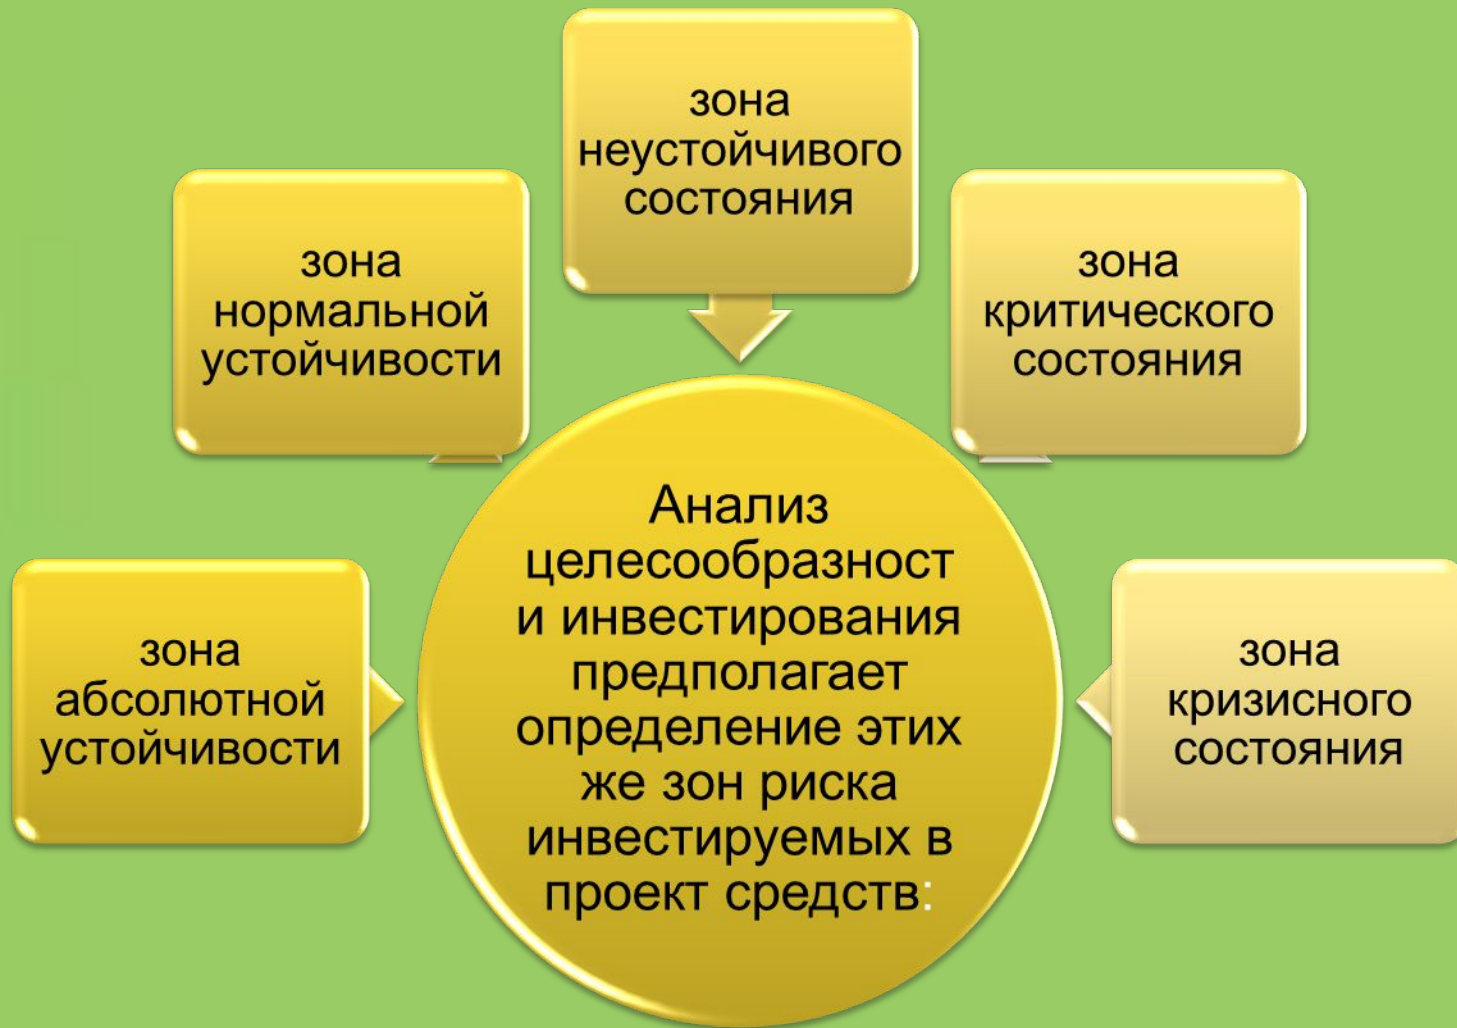 зона
неустойчивого
состояния
зона
нормальной
устойчивости
зона
критического
состояния
Анализ
целесообразност
и инвестирования
предполагает
определение этих
же зон риска
инвестируемых в
проект средств:
зона
абсолютной
устойчивости
зона
кризисного
состояния